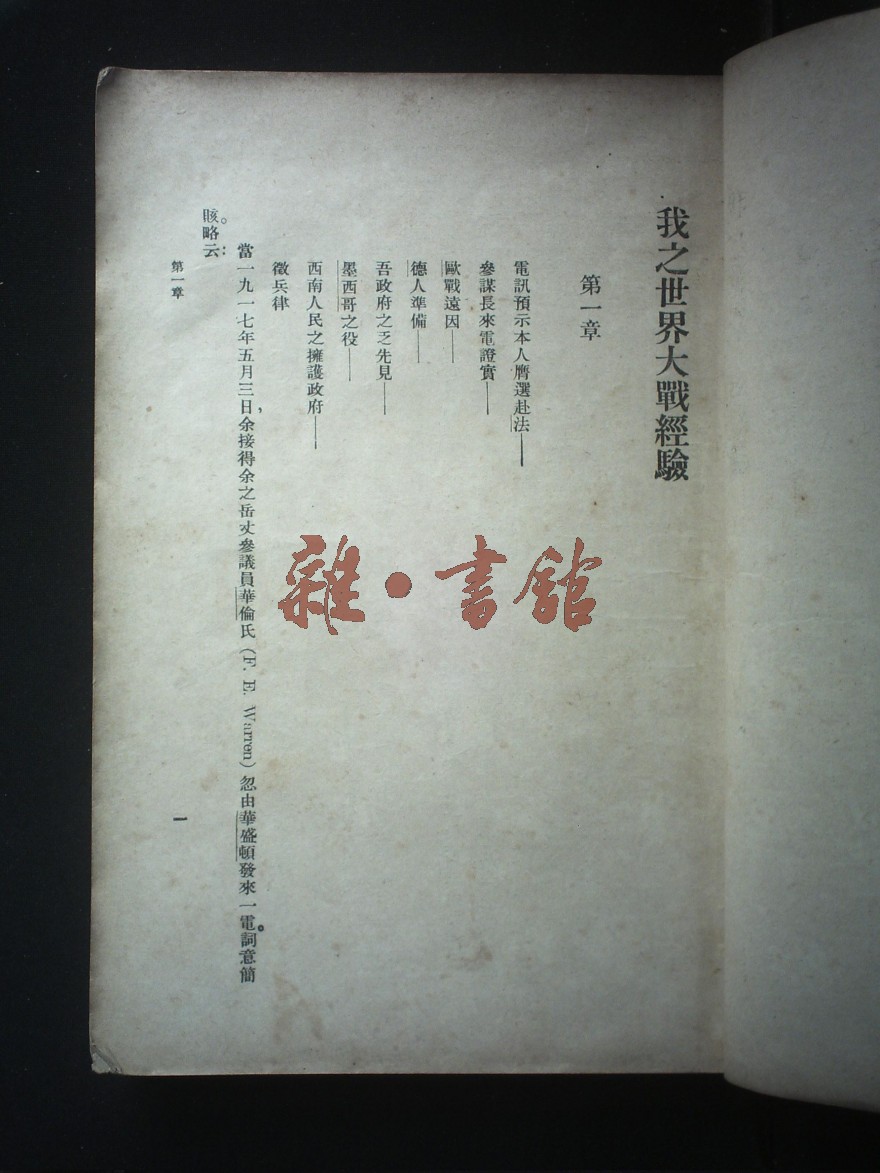 我之世界大戰經驗
第一章
電訊預示本人膺選赴法——
參謀長來電證實——
歐戰遠因——
德人準備——
吾政府之乏先見——
墨西哥之役——
西南人民之擁護政府——
徵兵律
當一九一七年五月三日,余接得余之岳丈參議員華倫氏(F. E. Warren)忽由華盛頓發來一電。詞意簡
賅。略云:
第一章
一
雜·書館